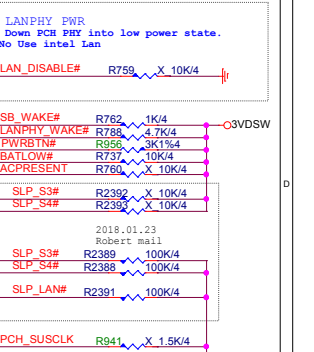 LANPHY PWR
Down PCH PHY into low power state.
No Use intel Lan
LAN_DISABLE# R759 X_10K/4
SB_WAKE# R762 1K/4
LANPHY_WAKE# R788 4.7K/4
3VDSW
PWRBTN# R956 3K1%4
BATLOW# R737 10K/4
ACPRESENT R760 X_10K/4
D
SLP_S3# R2392 X_10K/4
SLP_S4# R2393 X_10K/4
2018.01.23
Robert mail
SLP_S3# R2389 100K/4
SLP_S4# R2388 100K/4
SLP_LAN# R2391 100K/4
PCH_SUSCLK R941 X_1.5K/4